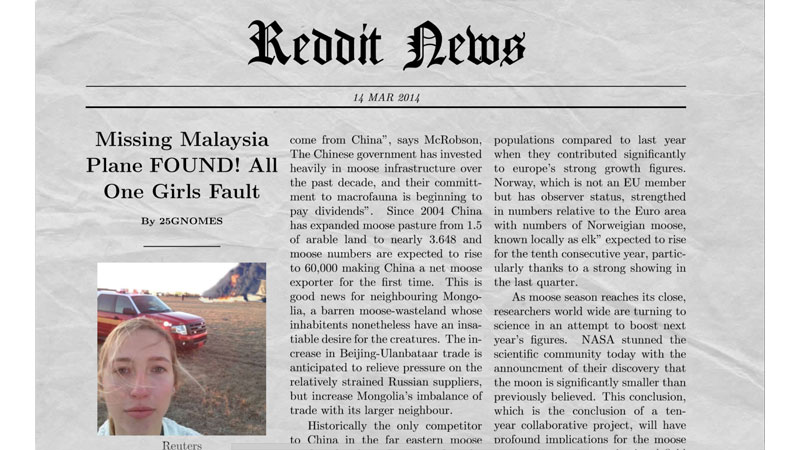 Reddit News
14 MAR 2014
Missing Malaysia
Plane FOUND! All
One Girls Fault
By 25GNOMES
Reuters
come from China”, says McRobson,
The Chinese government has invested
heavily in moose infrastructure over
the past decade, and their committ-
ment to macrofauna is beginning to
pay dividends”. Since 2004 China
has expanded moose pasture from 1.5
of arable land to nearly 3.648 and
moose numbers are expected to rise
to 60,000 making China a net moose
exporter for the first time. This is
good news for neighbouring Mongo-
lia, a barren moose-wasteland whose
inhabitents nonetheless have an insa-
tiable desire for the creatures. The in-
crease in Beijing-Ulanbataar trade is
anticipated to relieve pressure on the
relatively strained Russian suppliers,
but increase Mongolia’s imbalance of
trade with its larger neighbour.
Historically the only competitor
to China in the far eastern moose
populations compared to last year
when they contributed significantly
to europe’s strong growth figures.
Norway, which is not an EU member
but has observer status, strengthed
in numbers relative to the Euro area
with numbers of Norweigian moose,
known locally as elk” expected to rise
for the tenth consecutive year, partic-
ularly thanks to a strong showing in
the last quarter.
As moose season reaches its close,
researchers world wide are turning to
science in an attempt to boost next
year’s figures. NASA stunned the
scientific community today with the
announcment of their discovery that
the moon is significantly smaller than
previously believed. This conclusion,
which is the conclusion of a ten-
year collaborative project, will have
profound implications for the moose